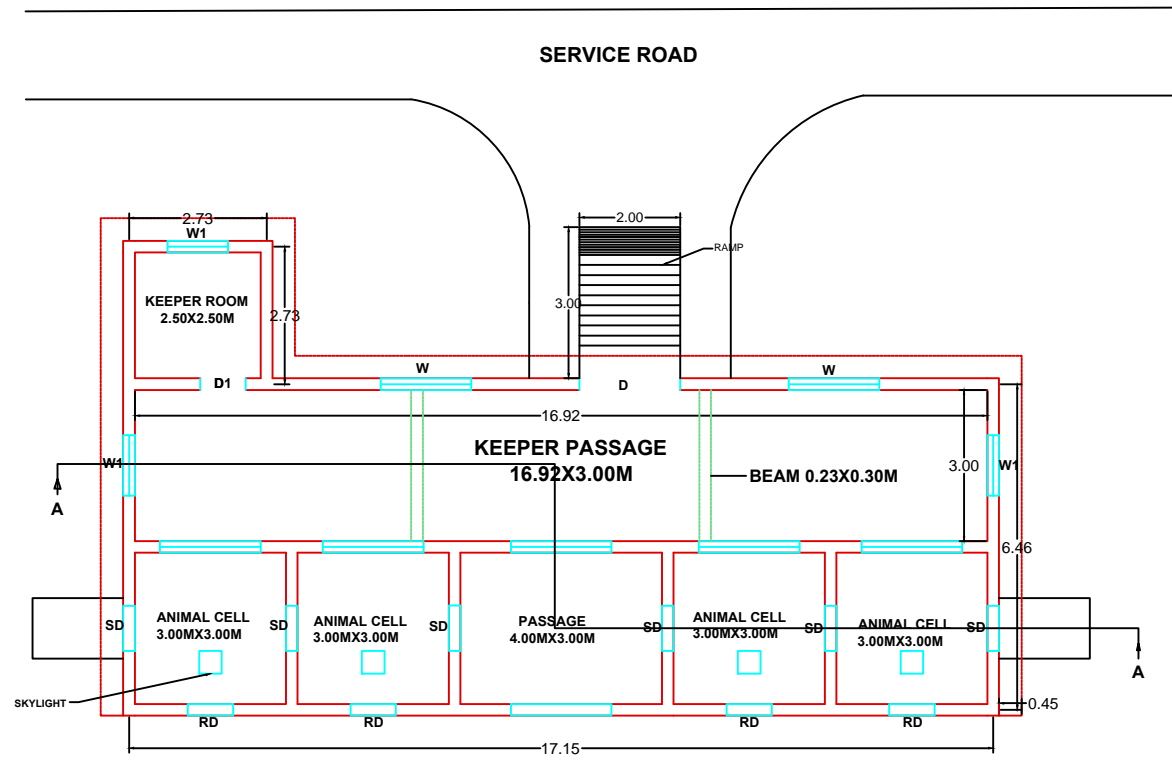 SERVICE ROAD
2.73
W1
2.00
RAMP
KEEPER ROOM
2.50X2.50M
2.73
3.00
D1
W
D
W
16.92
KEEPER PASSAGE
16.92X3.00M
3.00
W1
W1
BEAM 0.23X0.30M
A
6.46
ANIMAL CELL
3.00MX3.00M
ANIMAL CELL
3.00MX3.00M
PASSAGE
4.00MX3.00M
ANIMAL CELL
3.00MX3.00M
ANIMAL CELL
3.00MX3.00M
SD
SD
SD
SD
SD
SD
A
SKYLIGHT
0.45
RD
RD
RD
RD
17.15